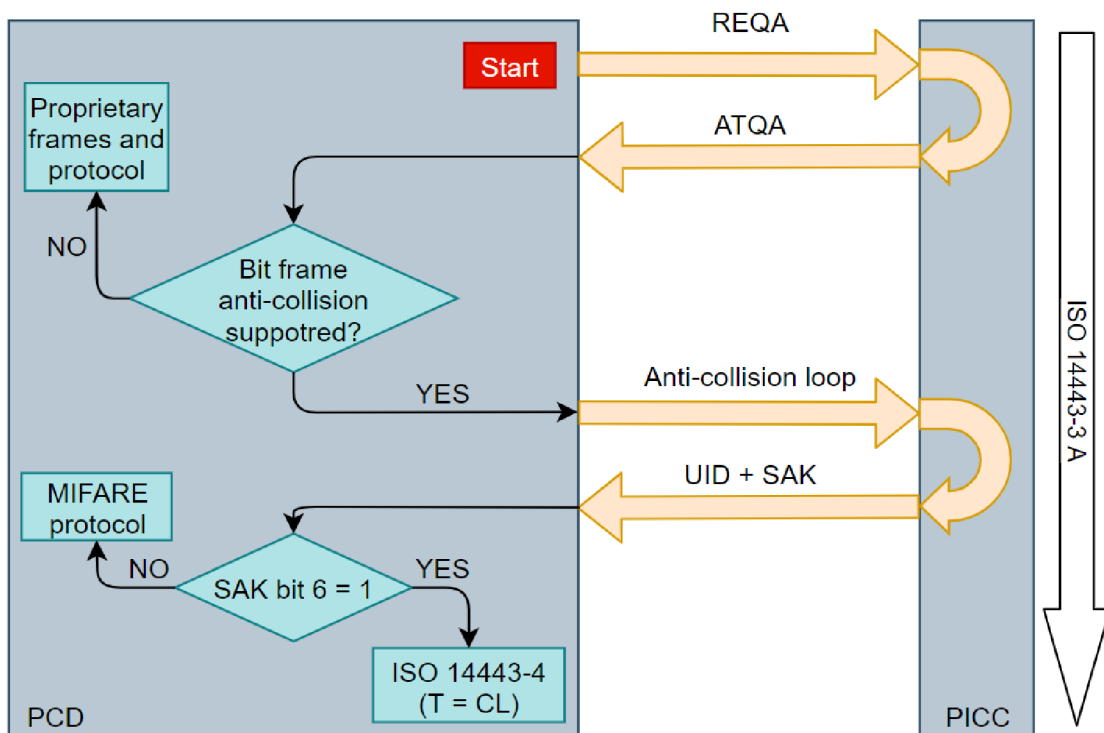 REQA
Start
Proprietary
frames and
protocol
ATQA
NO
Bit frame
anti-collision
suppotred?
YES
Anti-collision loop
ISO 14443-3 A
UID + SAK
MIFARE
protocol
NO
YES
SAK bit 6 = 1
ISO 14443-4
(T = CL)
PCD
PICC